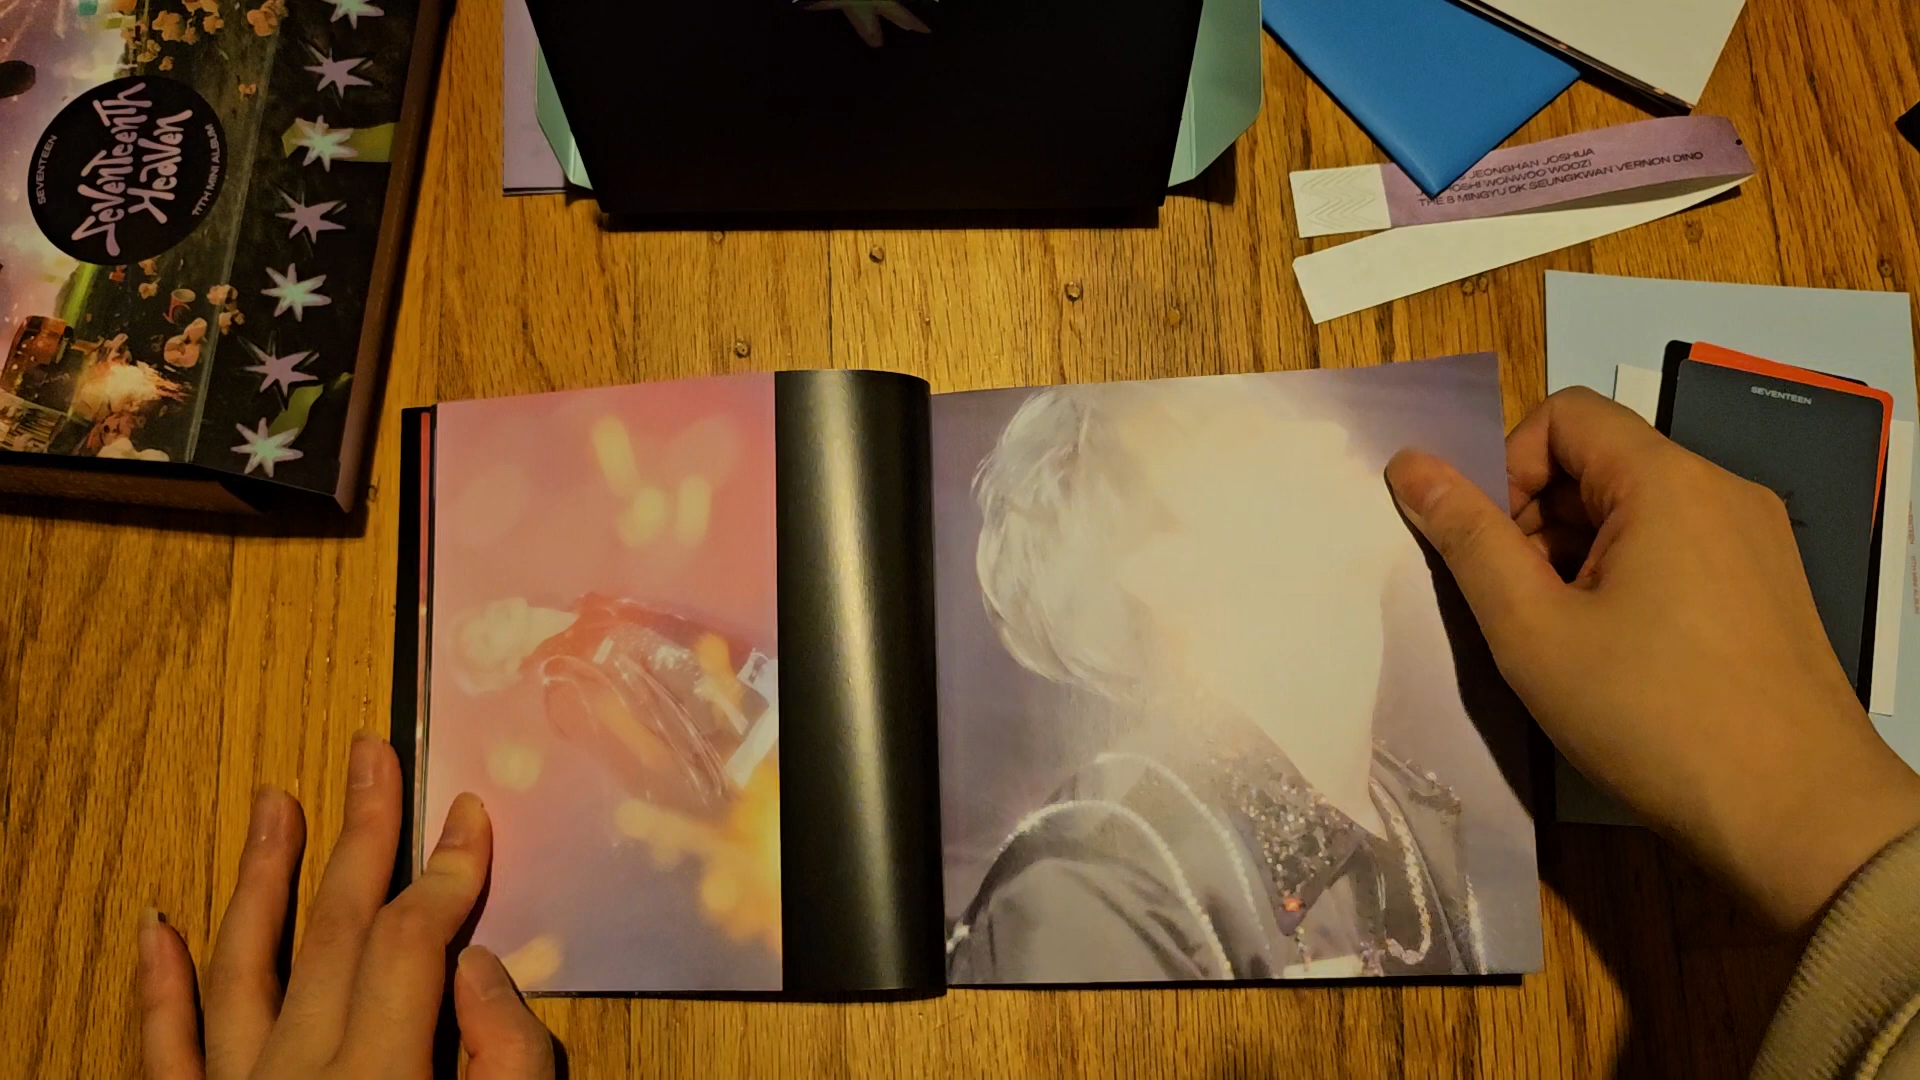 SEVENTEEN
Seventeenth
Heaven
11TH MINI ALBUM
JEONGHAN JOSHUA
HOSHI WONWOO WOOZI
THE 8 MINGYU DK SEUNGKWAN VERNON DINO
SEVENTEEN